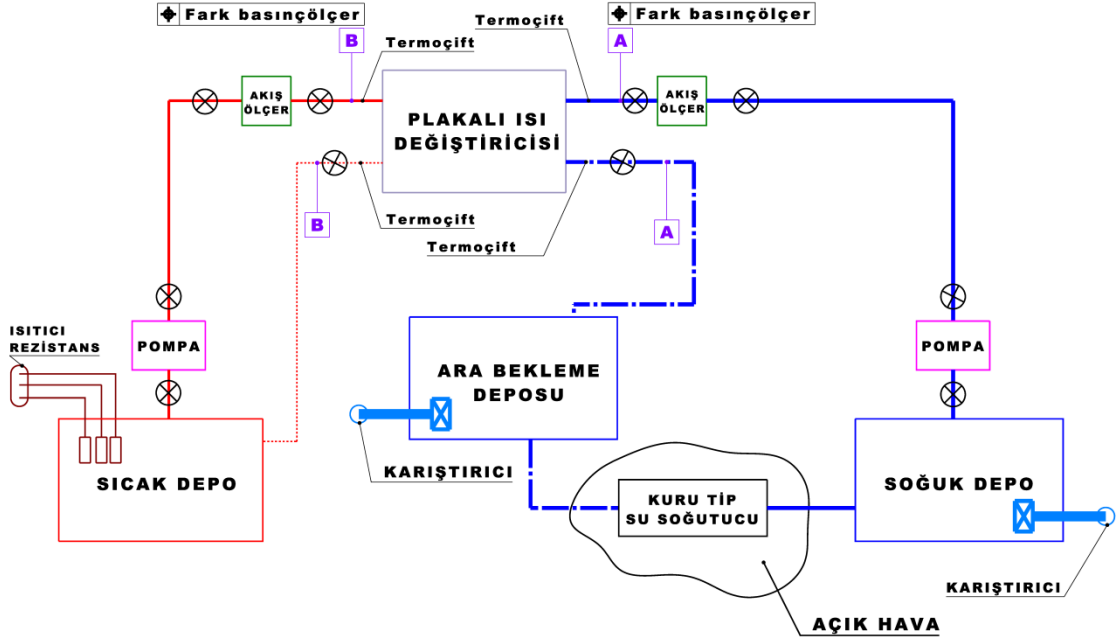 Fark basınçölçer
Fark basınçölçer
B
Termoçift
Termoçift
A
AKIŞ
ÖLÇER
PLAKALI ISI
DEĞİŞTİRİCİSİ
AKIŞ
ÖLÇER
B
Termoçift
Termoçift
A
ISITICI
REZİSTANS
POMPA
ARA BEKLEME
DEPOSU
POMPA
KARIŞTIRICI
SICAK DEPO
KURU TİP
SU SOĞUTUCU
SOĞUK DEPO
KARIŞTIRICI
AÇIK HAVA